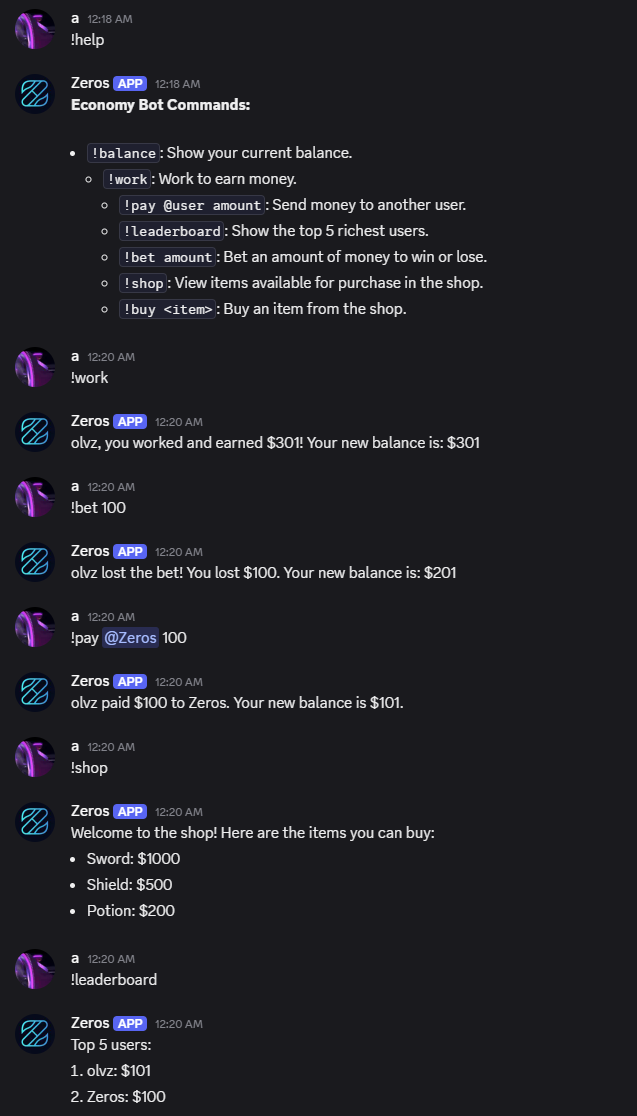 a 12:18 AM
!help
Zeros APP 12:18 AM
Economy Bot Commands:
!balance: Show your current balance.
!work: Work to earn money.
!pay @user amount: Send money to another user.
!leaderboard: Show the top 5 richest users.
!bet amount: Bet an amount of money to win or lose.
!shop: View items available for purchase in the shop.
!buy <item>: Buy an item from the shop.
a 12:20 AM
!work
Zeros APP 12:20 AM
olvz, you worked and earned $301! Your new balance is: $301
a 12:20 AM
!bet 100
Zeros APP 12:20 AM
olvz lost the bet! You lost $100. Your new balance is: $201
a 12:20 AM
!pay @Zeros 100
Zeros APP 12:20 AM
olvz paid $100 to Zeros. Your new balance is $101.
a 12:20 AM
!shop
Zeros APP 12:20 AM
Welcome to the shop! Here are the items you can buy:
Sword: $1000
Shield: $500
Potion: $200
a 12:20 AM
!leaderboard
Zeros APP 12:20 AM
Top 5 users:
1. olvz: $101
2. Zeros: $100